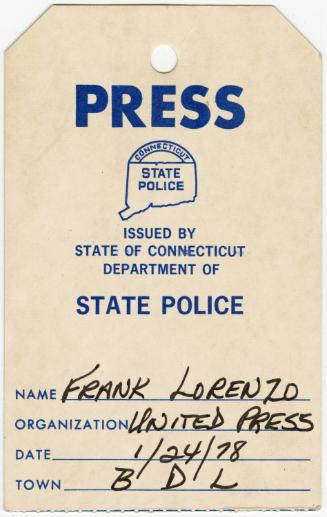 PRESS
CONNECTICUT
STATE
POLICE
ISSUED BY
STATE OF CONNECTICUT
DEPARTMENT OF
STATE POLICE
NAME FRANK LORENZO
ORGANIZATION UNITED PRESS
DATE 1/24/78
TOWN B D L